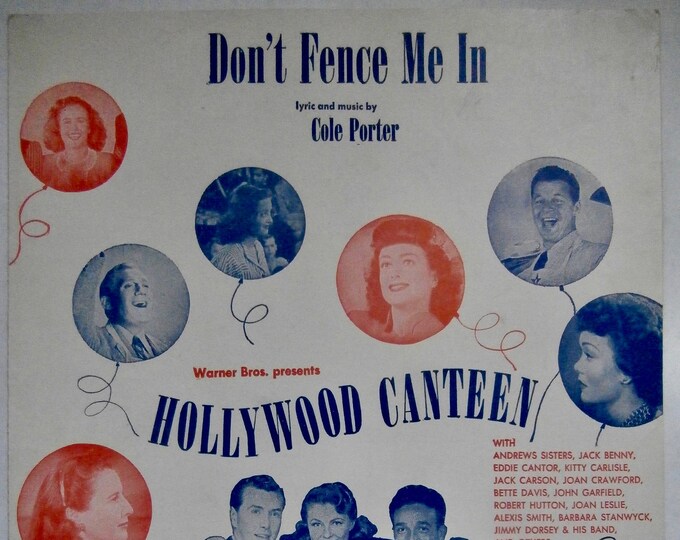 Don't Fence Me In
lyric and music by
Cole Porter
Warner Bros. presents
HOLLYWOOD CANTEEN
WITH
ANDREWS SISTERS, JACK BENNY,
EDDIE CANTOR, KITTY CARLISLE,
JACK CARSON, JOAN CRAWFORD,
BETTE DAVIS, JOHN GARFIELD,
ROBERT HUTTON, JOAN LESLIE,
ALEXIS SMITH, BARBARA STANWYCK,
JIMMY DORSEY & HIS BAND,